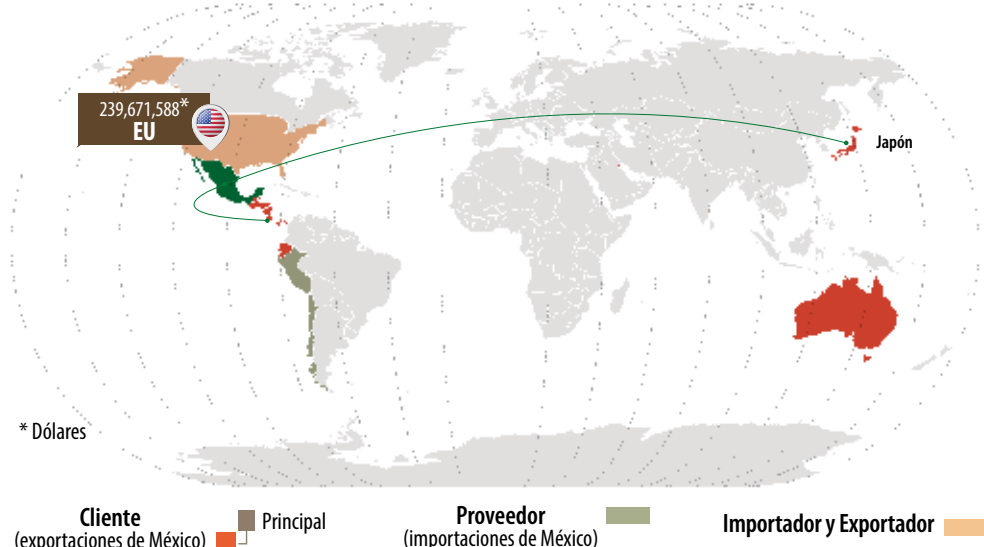 239,671,588*
EU
Japón
* Dólares
Cliente
(exportaciones de México)
Principal
Proveedor
(importaciones de México)
Importador y Exportador